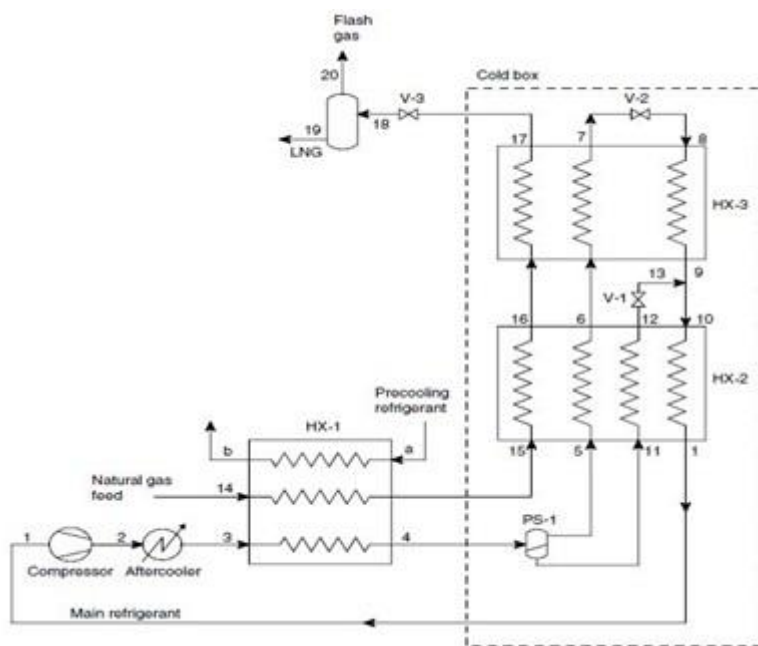 Flash
gas
20
Cold box
V-3
V-2
19
18
LNG
17
7
8
HX-3
13
9
V-1
16
6
12
10
HX-2
Precooling
refrigerant
HX-1
b
a
15
5
11
1
Natural gas
feed
14
PS-1
1
2
3
4
Compressor
Aftercooler
Main refrigerant